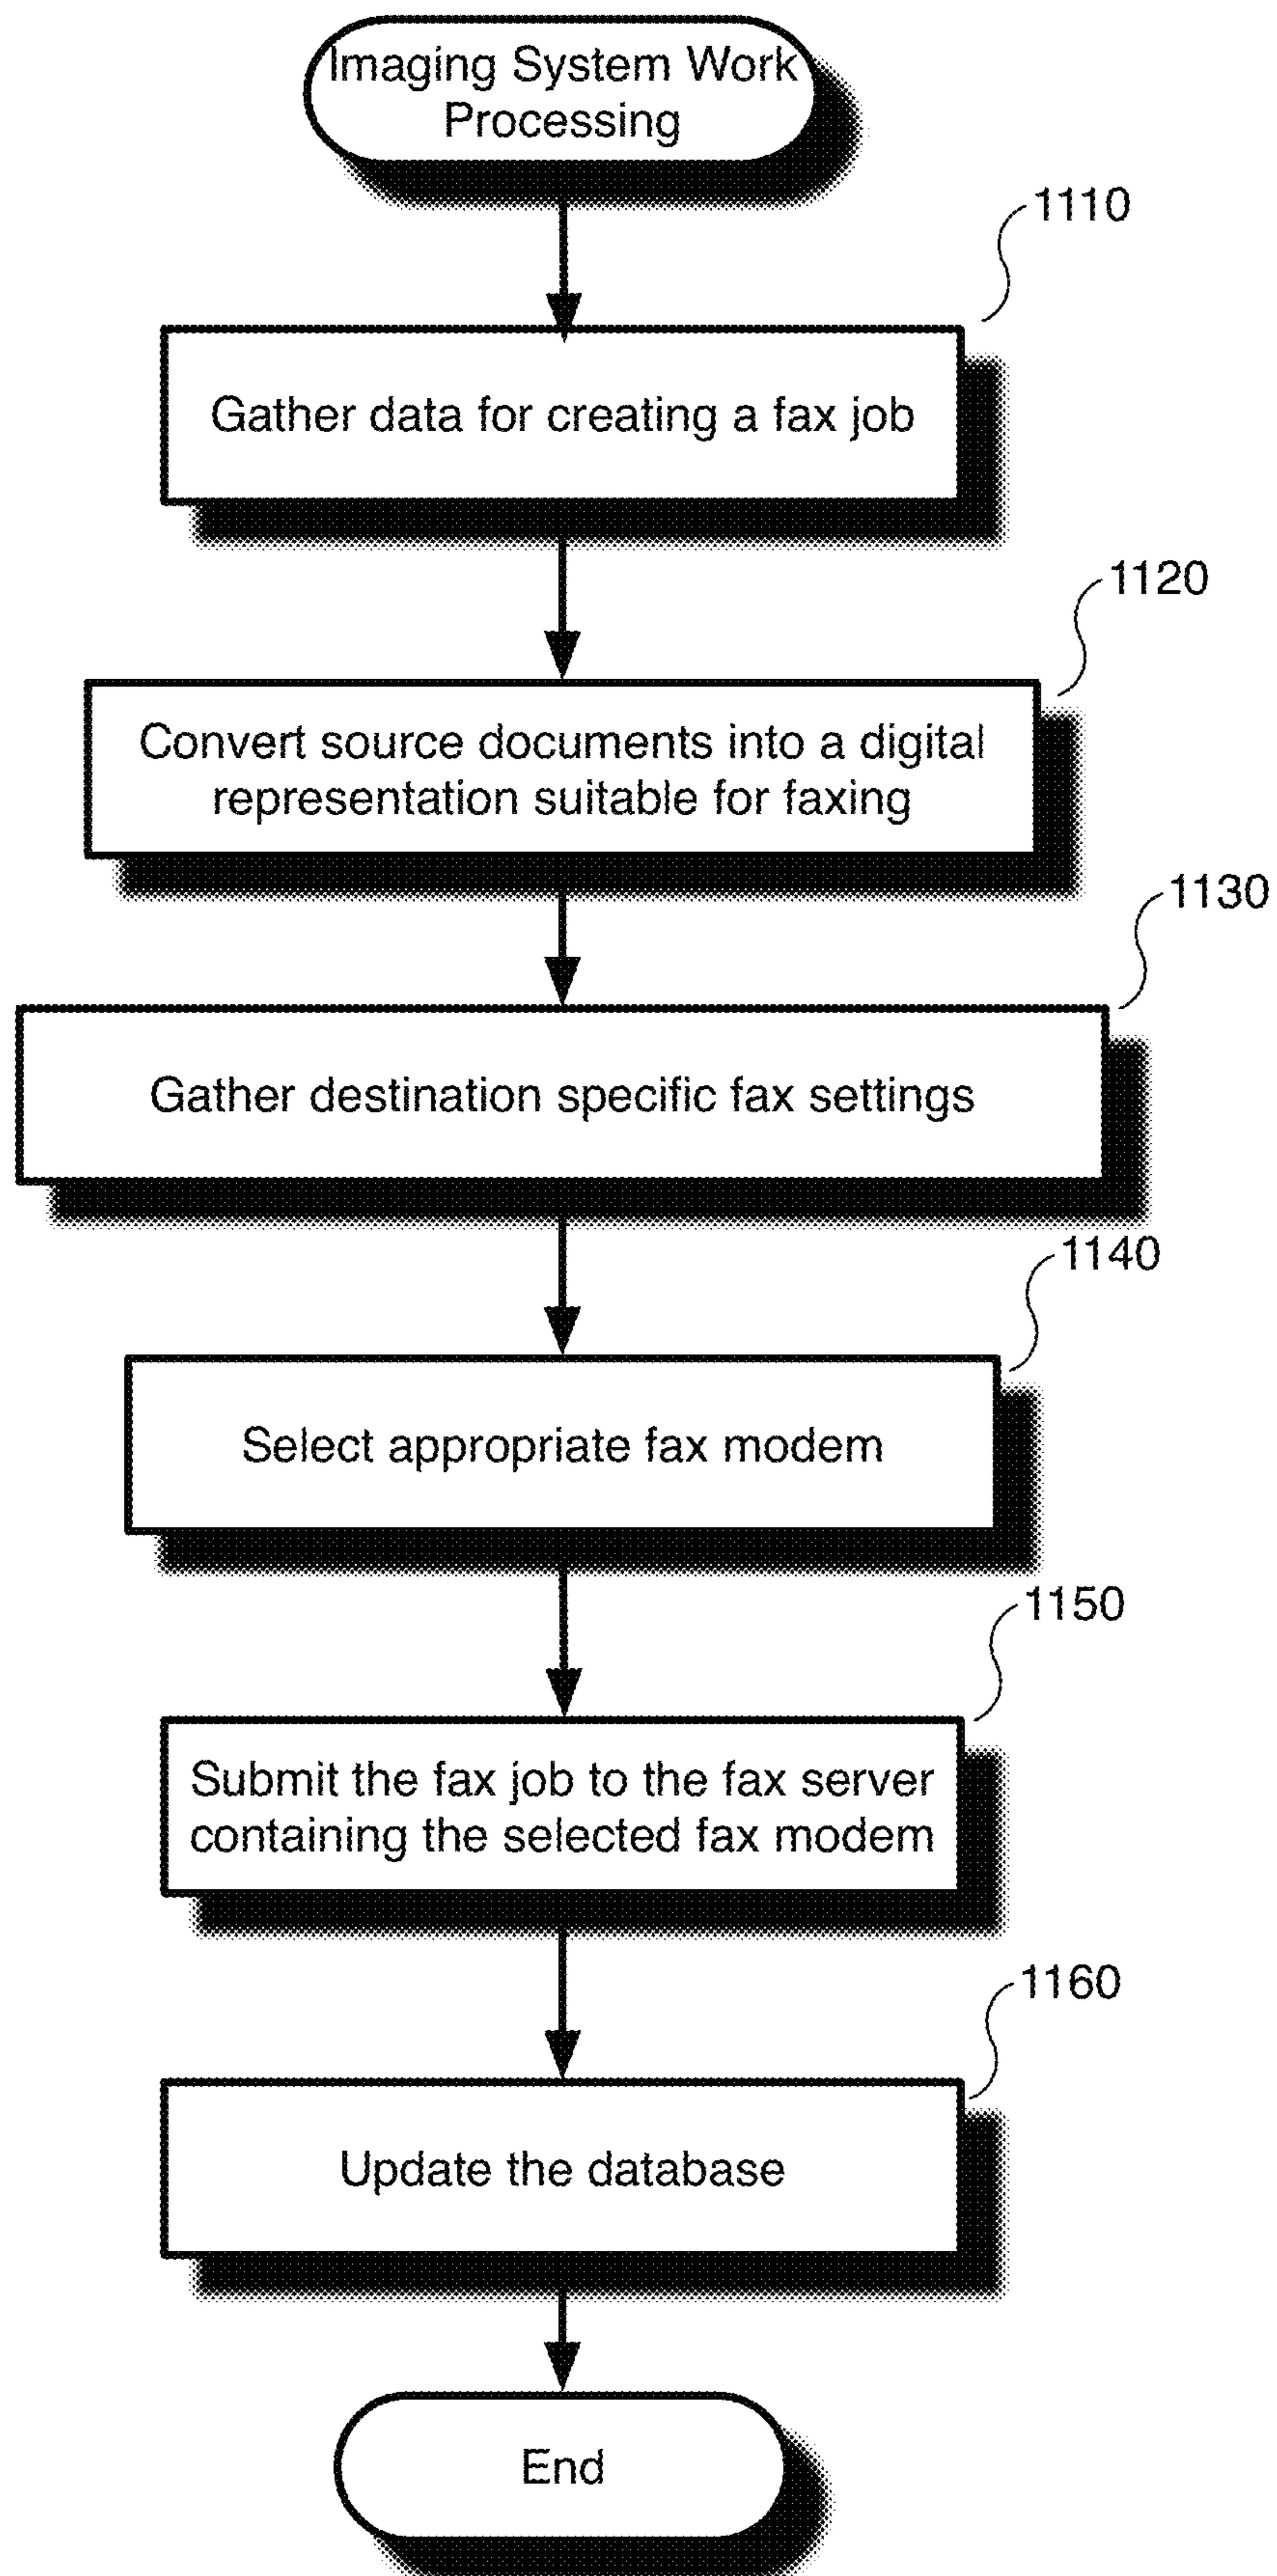 Imaging System Work
Processing
1110
Gather data for creating a fax job
1120
Convert source documents into a digital
representation suitable for faxing
1130
Gather destination specific fax settings
1140
Select appropriate fax modem
1150
Submit the fax job to the fax server
containing the selected fax modem
1160
Update the database
End